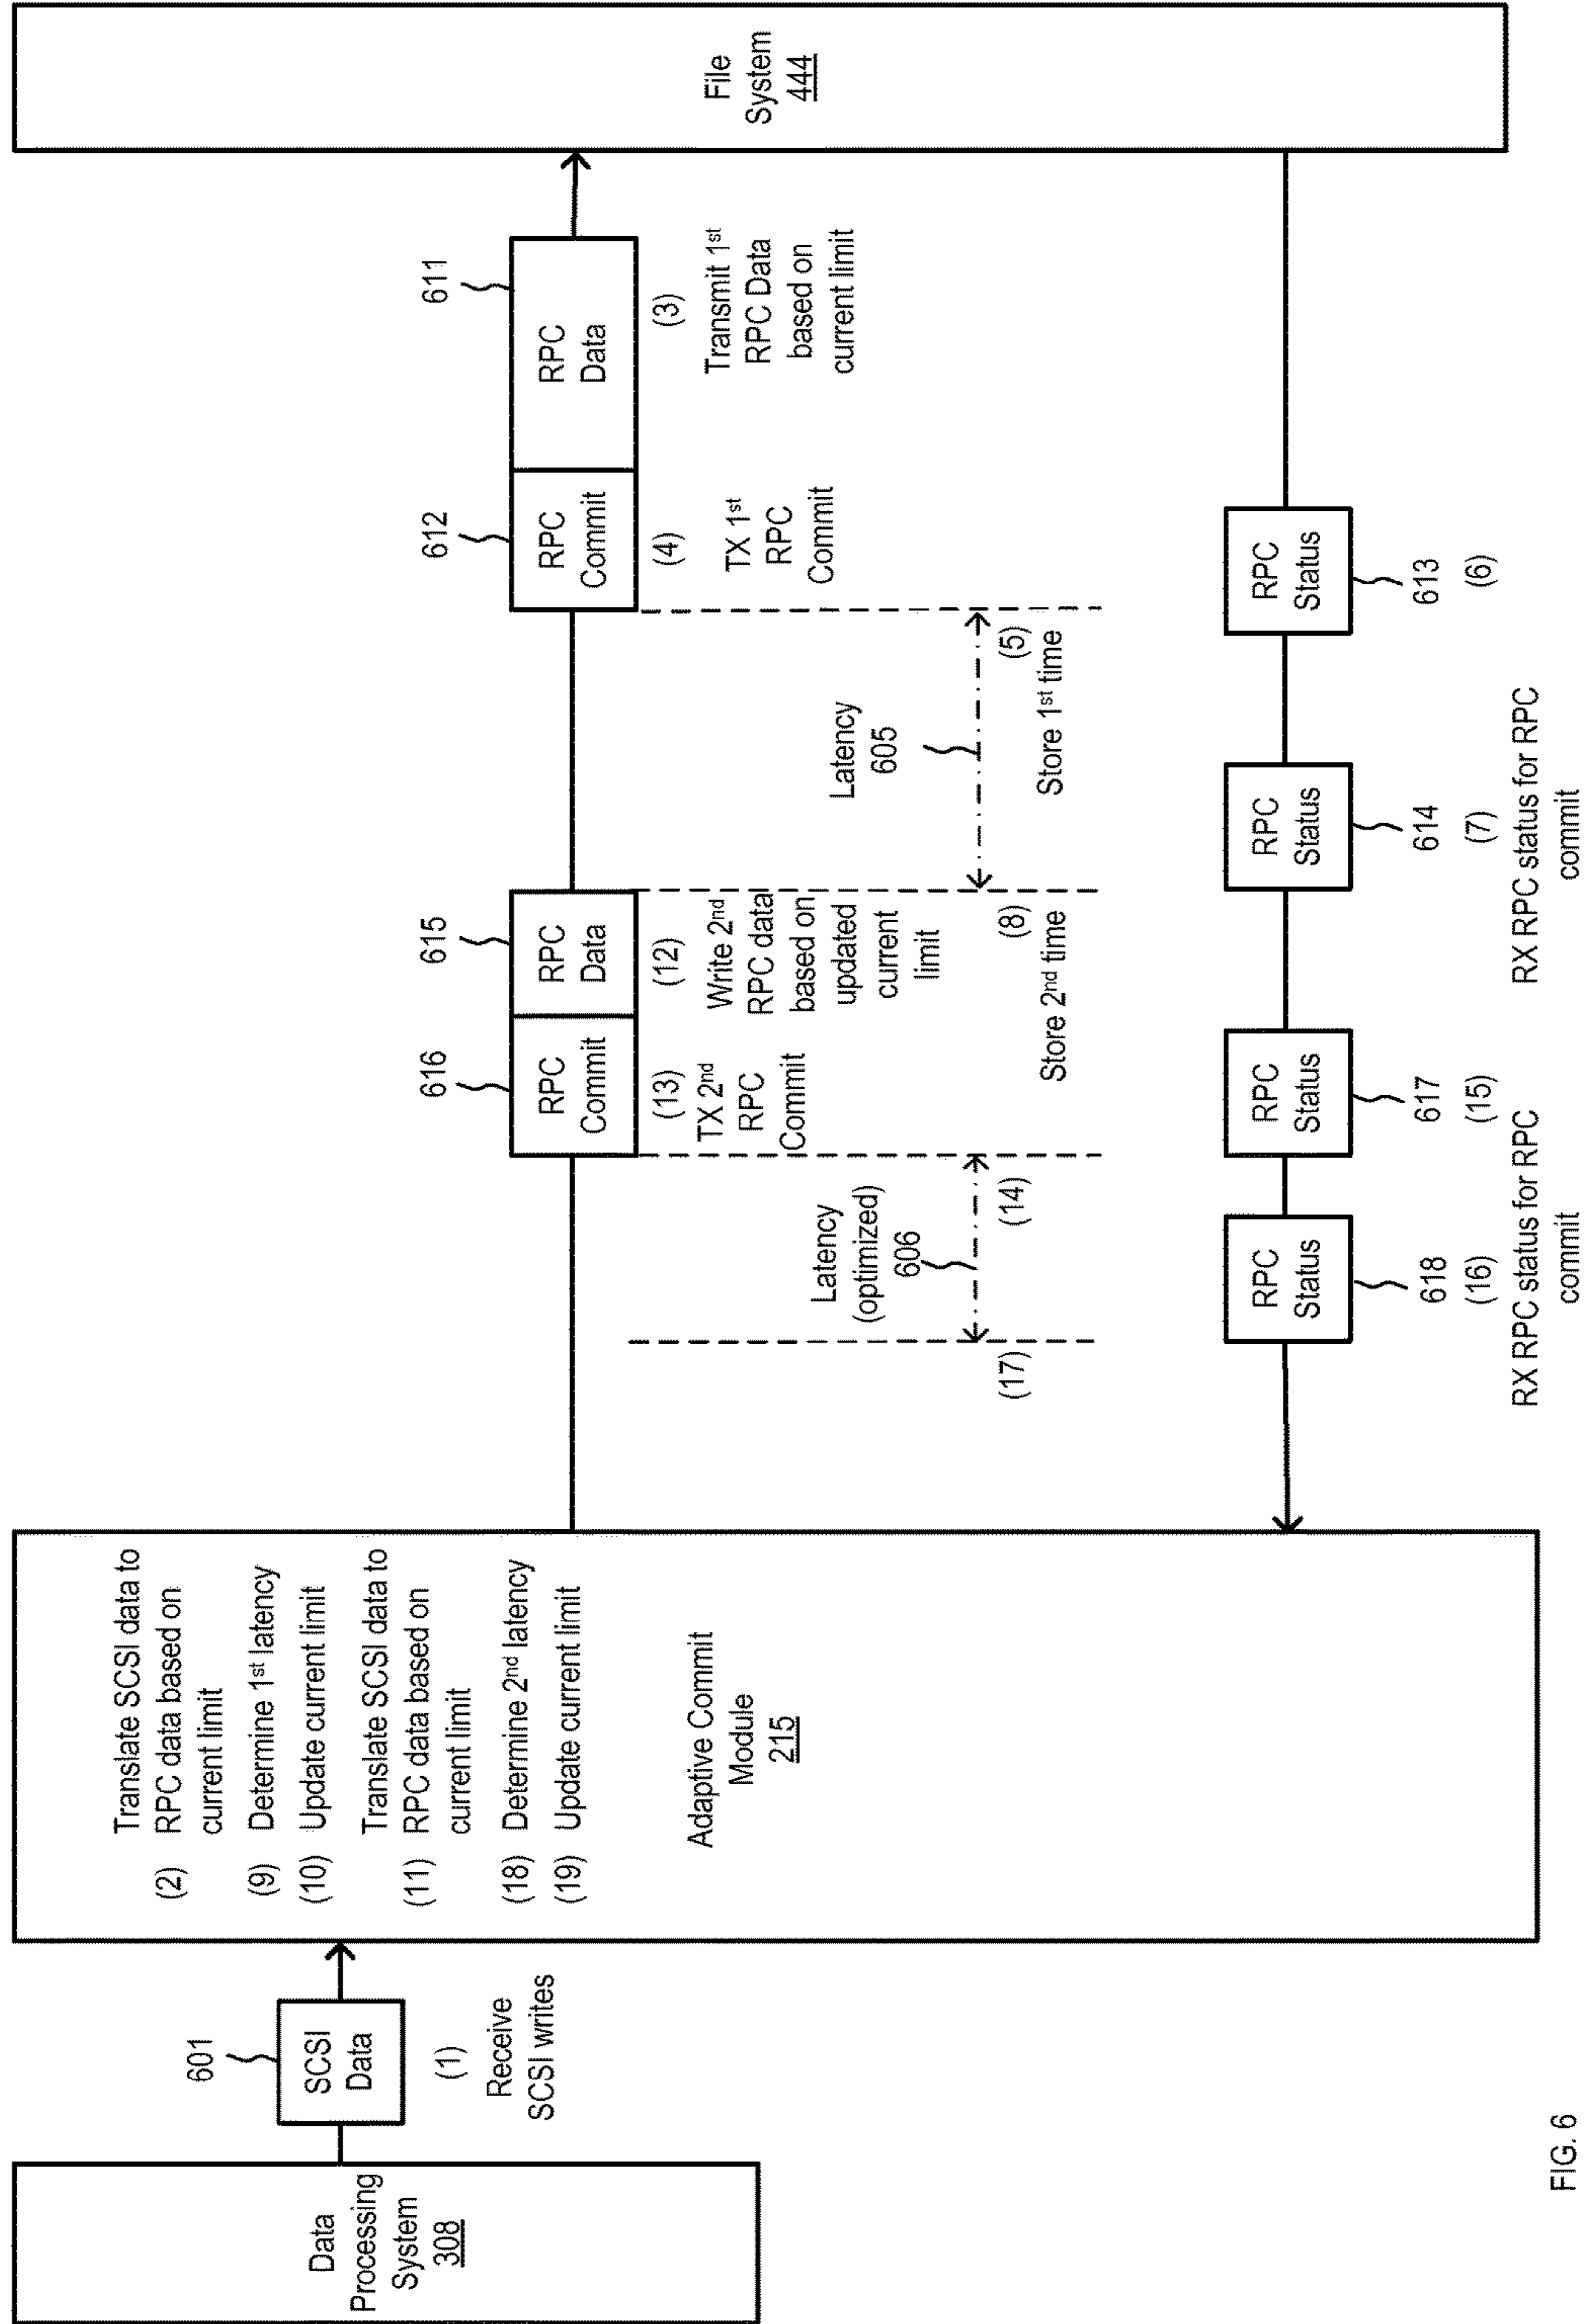 Data
Processing
System
308
601
SCSI
Data
(1)
Receive
SCSI writes
Translate SCSI data to
(2) RPC data based on
current limit
(9) Determine 1st latency
(10) Update current limit
Translate SCSI data to
(11) RPC data based on
current limit
(18) Determine 2nd latency
(19) Update current limit
Adaptive Commit
Module
215
616
RPC
Commit
(13)
TX 2nd
RPC
Commit
615
RPC
Data
(12)
Write 2nd
RPC data
based on
updated
current
limit
612
RPC
Commit
(4)
TX 1st
RPC
Commit
611
RPC
Data
(3)
Transmit 1st
RPC Data
based on
current limit
Latency
(optimized)
606
(17)
(14)
Latency
605
(8)
Store 2nd time
(5)
Store 1st time
RPC
Status
618
(16)
RPC
Status
617
(15)
RX RPC status for RPC
commit
RPC
Status
614
(7)
RX RPC status for RPC
commit
RPC
Status
613
(6)
File
System
444
FIG. 6